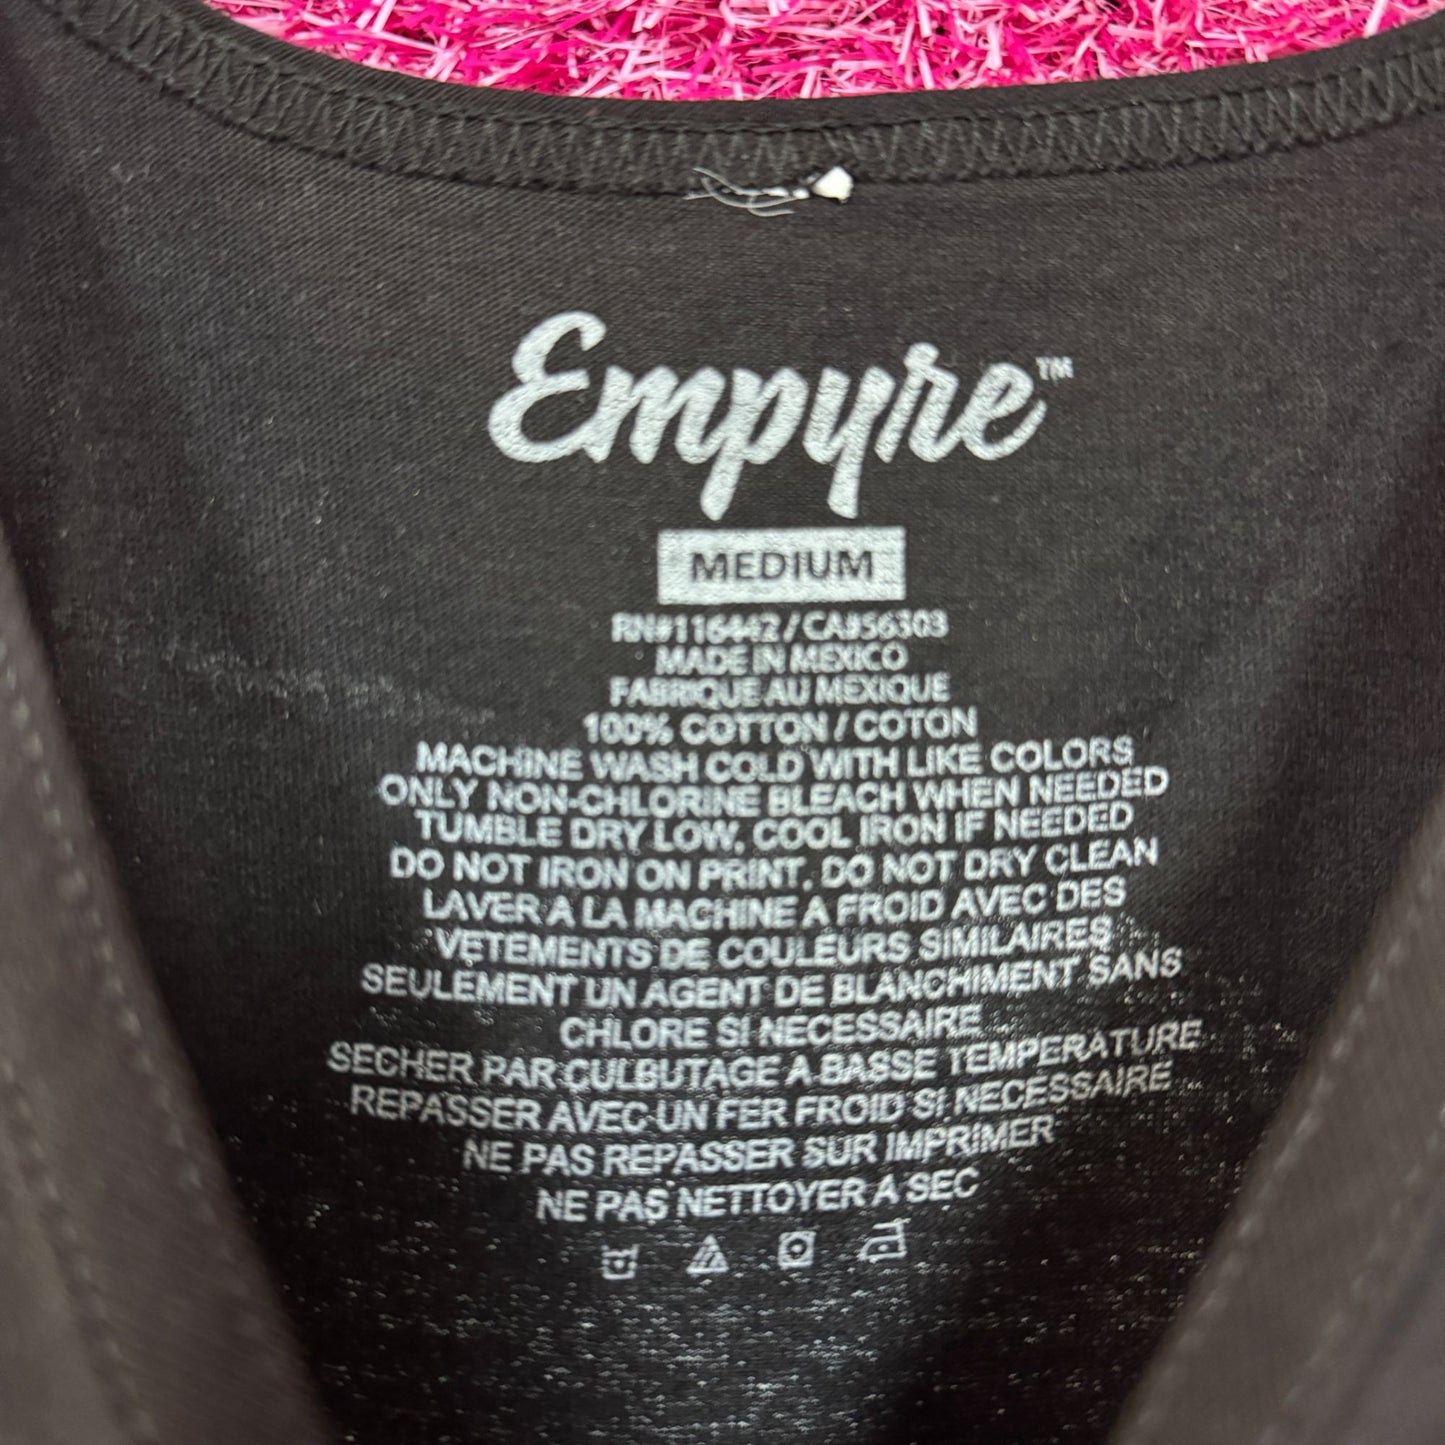 Empyre™
MEDIUM
RN#116442 / CA#56303
MADE IN MEXICO
FABRIQUE AU MEXIQUE
100% COTTON / COTON
MACHINE WASH COLD WITH LIKE COLORS
ONLY NON-CHLORINE BLEACH WHEN NEEDED
TUMBLE DRY LOW, COOL IRON IF NEEDED
DO NOT IRON ON PRINT, DO NOT DRY CLEAN
LAVER A LA MACHINE A FROID AVEC DES
VETEMENTS DE COULEURS SIMILAIRES
SEULEMENT UN AGENT DE BLANCHIMENT SANS
CHLORE SI NECESSAIRE
SECHER PAR CULBUTAGE A BASSE TEMPERATURE
REPASSER AVEC UN FER FROID SI NECESSAIRE
NE PAS REPASSER SUR IMPRIMER
NE PAS NETTOYER A SEC